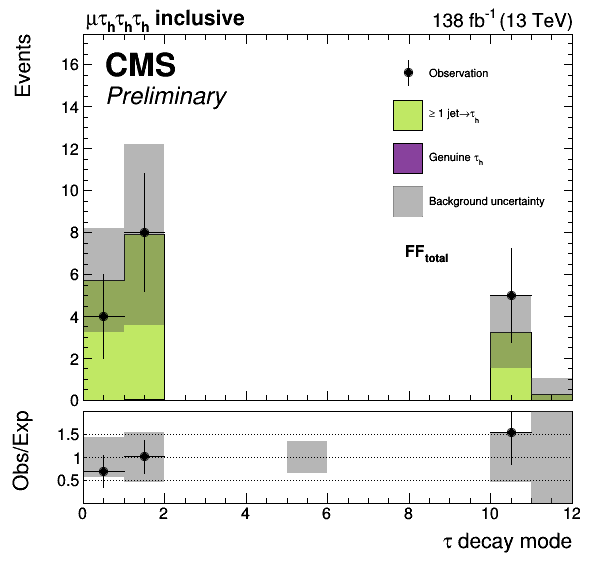 μτhτhτh inclusive 138 fb⁻¹ (13 TeV)
Events
CMS
Preliminary
Observation
≥ 1 jet→τh
Genuine τh
Background uncertainty
FFtotal
16
14
12
10
8
6
4
2
0
Obs/Exp
1.5
1
0.5
0 2 4 6 8 10 12
τ decay mode